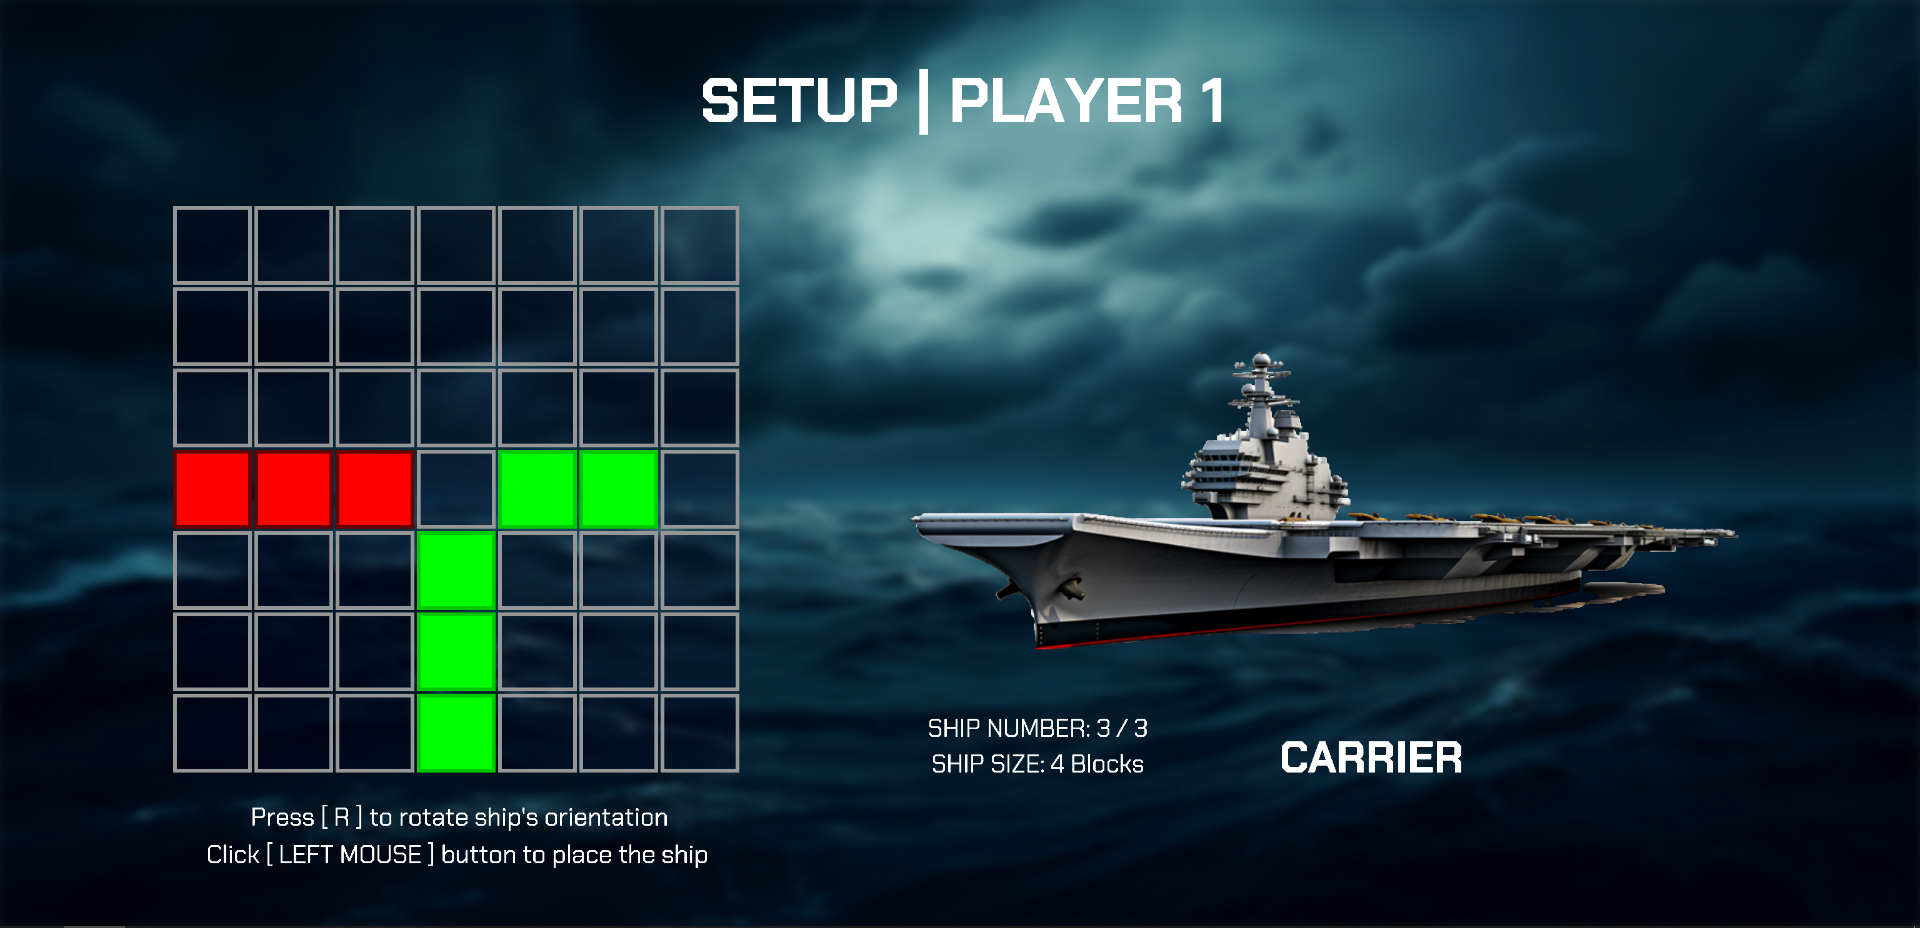 SETUP | PLAYER 1
Press [ R ] to rotate ship's orientation
Click [ LEFT MOUSE ] button to place the ship
SHIP NUMBER: 3 / 3
SHIP SIZE: 4 Blocks
CARRIER